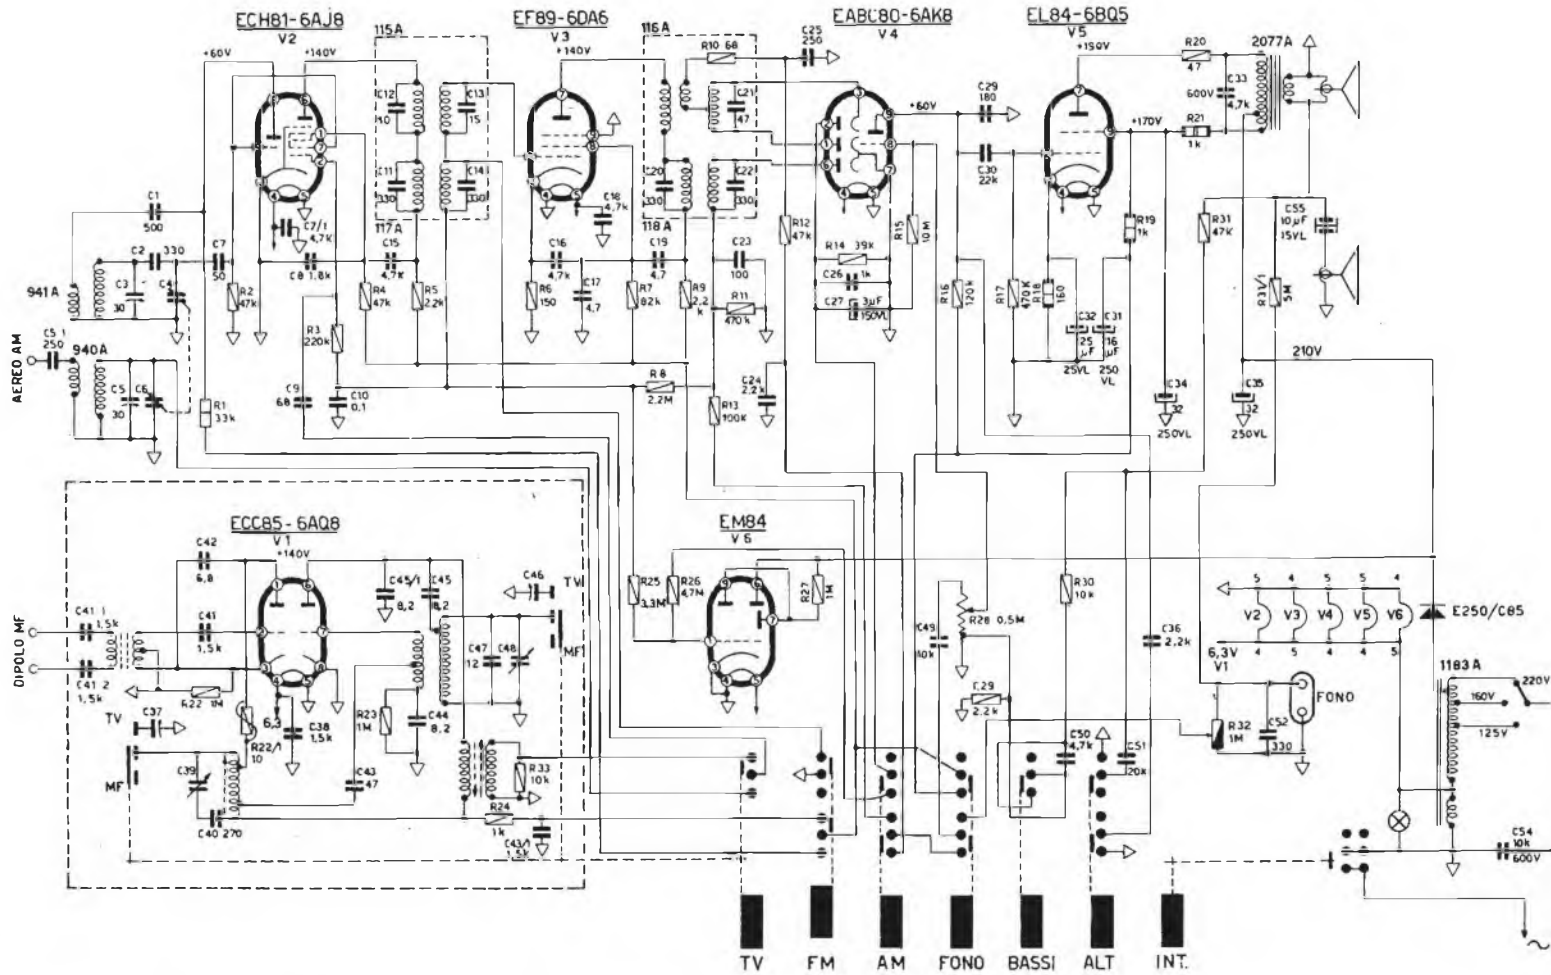 ECH81-6AJ8
V2
EF89-6DA6
V3
EABC80-6AK8
V4
EL84-6BQ5
V5
+60V
+140V
115A
+140V
116A
R10 68
C25
250
+190V
R20
47
2077A
C12
10
C13
15
C21
47
C29
180
+60V
600V
C33
4,7k
+170V
R21
1k
C11
330
C14
330
117A
C20
330
C22
330
118A
C30
22k
C1
500
C2 330
C7
50
C7/1
4,7K
C18
4,7k
R12
47k
R15
10M
R19
1k
R31
47K
C55
10µF
15VL
941A
C3
30
C4
R2
47k
C8 1,8k
C15
4,7K
R4
47k
R5
2,2k
C16
4,7k
R6
150
C17
4,7
C19
4,7
R7
82k
R9
2,2
k
C23
100
R11
470k
R14 39k
C26
1k
C27
3µF
150VL
R16
120k
R17
470K
R18
160
C32
25
µF
25VL
C31
16
µF
250
VL
R31/1
5M
AEREO AM
C5 1
250
940A
C5
30
C6
R3
220k
R1
33k
C9
68
C10
0,1
R8
2.2M
R13
100K
C24
2.2k
C34
32
250VL
C35
32
250VL
210V
ECC85-6AQ8
V1
+140V
C42
6,8
C41
1,5k
C45/1
8,2
C45
8,2
C46
TV
MF
DIPOLO MF
C41 1
1,5k
C41 2
1,5k
R22 1M
TV
C37
MF
C39
C40 270
R22/1
10
6,3
C38
1,5k
R23
1M
C44
8,2
C43
47
C47
12
C48
R33
10k
R24
1k
C43/1
1,5k
EM84
V6
R25
3,3M
R26
4,7M
R27
1M
C49
10k
R28 0,5M
2.2k
R30
10k
C36
2,2k
C50
4,7k
C51
20k
5 4 5 5 4
V2 V3 V4 V5 V6
6,3V
4 5 4 4 5
V1
E250/C85
FONO
R32
1M
C52
330
1183A
220V
160V
125V
C54
10k
600V
TV
FM
AM
FONO
BASSI
ALT
INT.